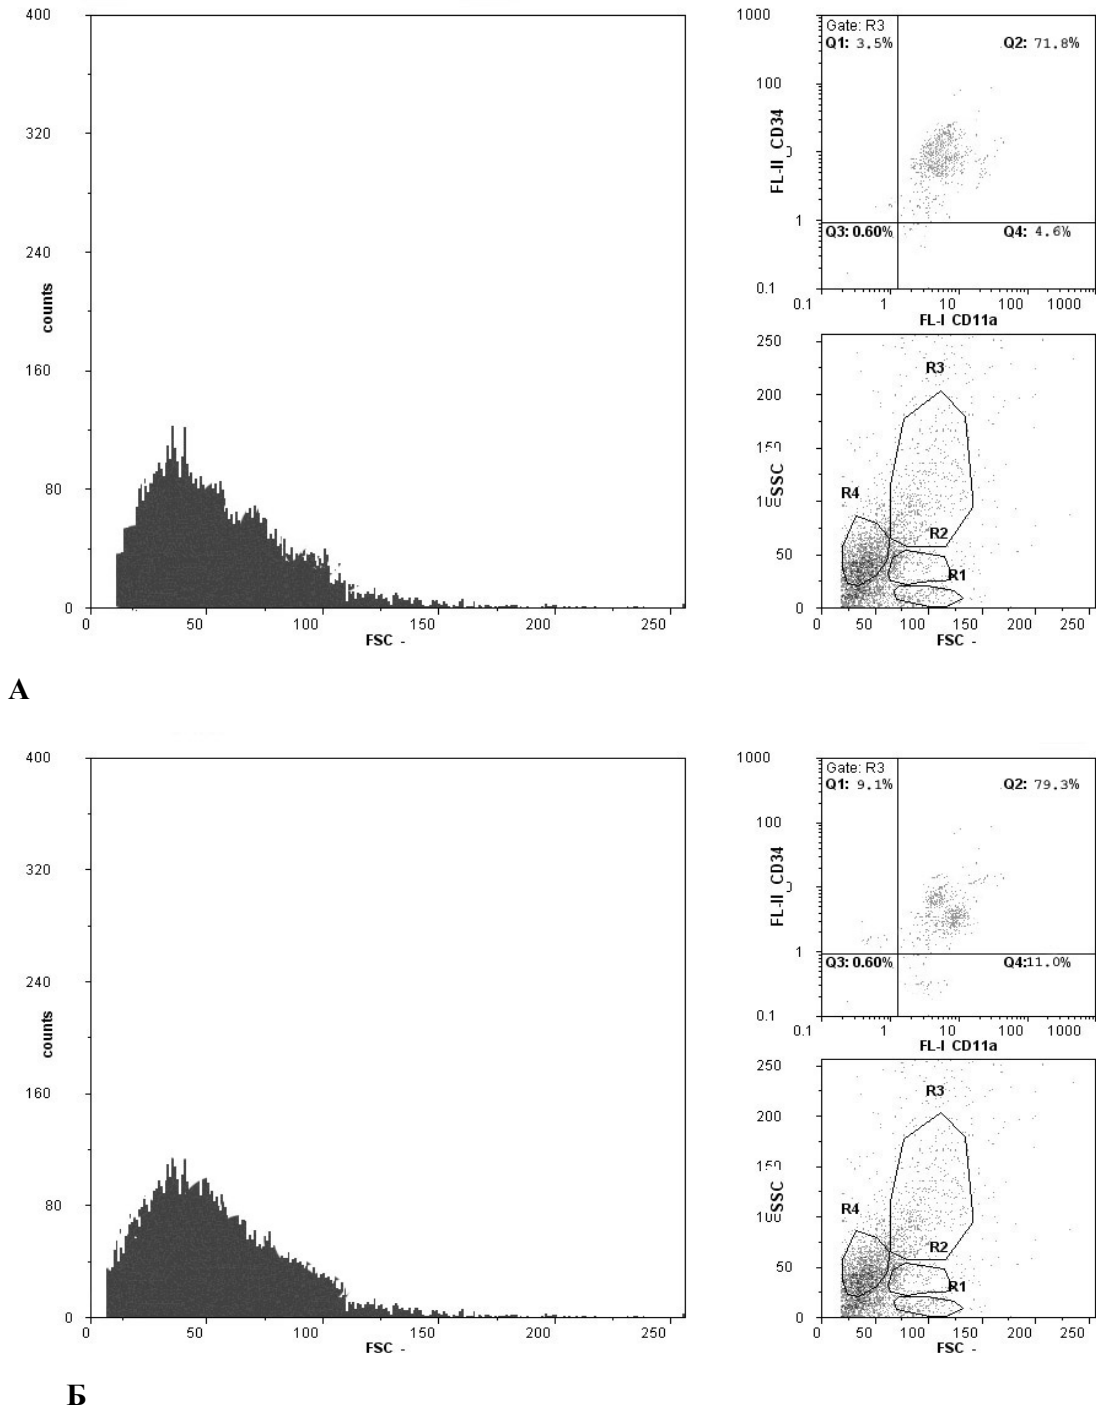 400
320
240
160
80
0
counts
0 50 100 150 200 250
FSC -
1000
100
1
0.1
FL-II CD34
Gate: R3
Q1: 3.5% Q2: 71.8%
Q3: 0.60% Q4: 4.6%
0.1 1 10 100 1000
FL-I CD11a
250
200
50
0
SSC
R3
R4
R2
R1
0 50 100 150 200 250
FSC -
А
400
320
240
160
80
0
counts
0 50 100 150 200 250
FSC -
1000
100
1
0.1
FL-II CD34
Gate: R3
Q1: 9.1% Q2: 79.3%
Q3: 0.60% Q4: 11.0%
0.1 1 10 100 1000
FL-I CD11a
250
200
50
0
SSC
R3
R4
R2
R1
0 50 100 150 200 250
FSC -
Б